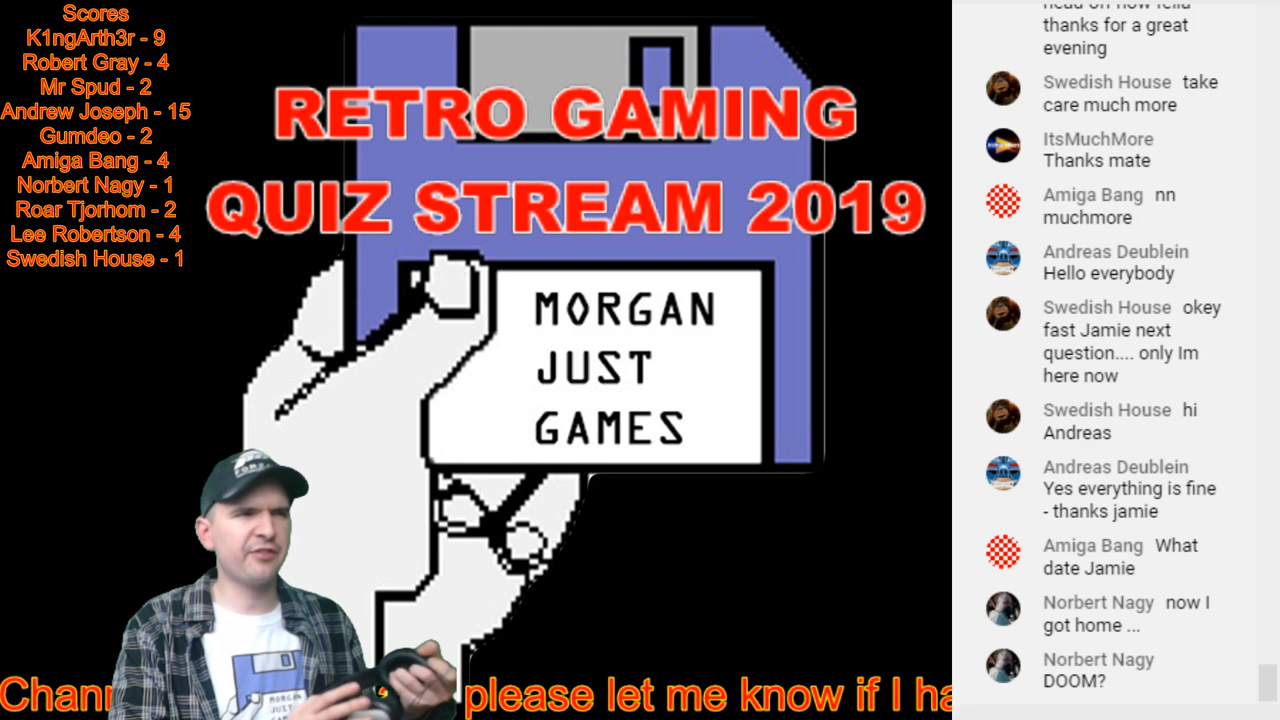 Scores
K1ngArth3r - 9
Robert Gray - 4
Mr Spud - 2
Andrew Joseph - 15
Gumdeo - 2
Amiga Bang - 4
Norbert Nagy - 1
Roar Tjorhom - 2
Lee Robertson - 4
Swedish House - 1
RETRO GAMING
QUIZ STREAM 2019
MORGAN
JUST
GAMES
MORGAN
JUST
please let me know if I ha
thanks for a great
evening
Swedish House take
care much more
ItsMuchMore
Thanks mate
Amiga Bang nn
muchmore
Andreas Deublein
Hello everybody
Swedish House okey
fast Jamie next
question.... only Im
here now
Swedish House hi
Andreas
Andreas Deublein
Yes everything is fine
- thanks jamie
Amiga Bang What
date Jamie
Norbert Nagy now I
got home ...
Norbert Nagy
DOOM?